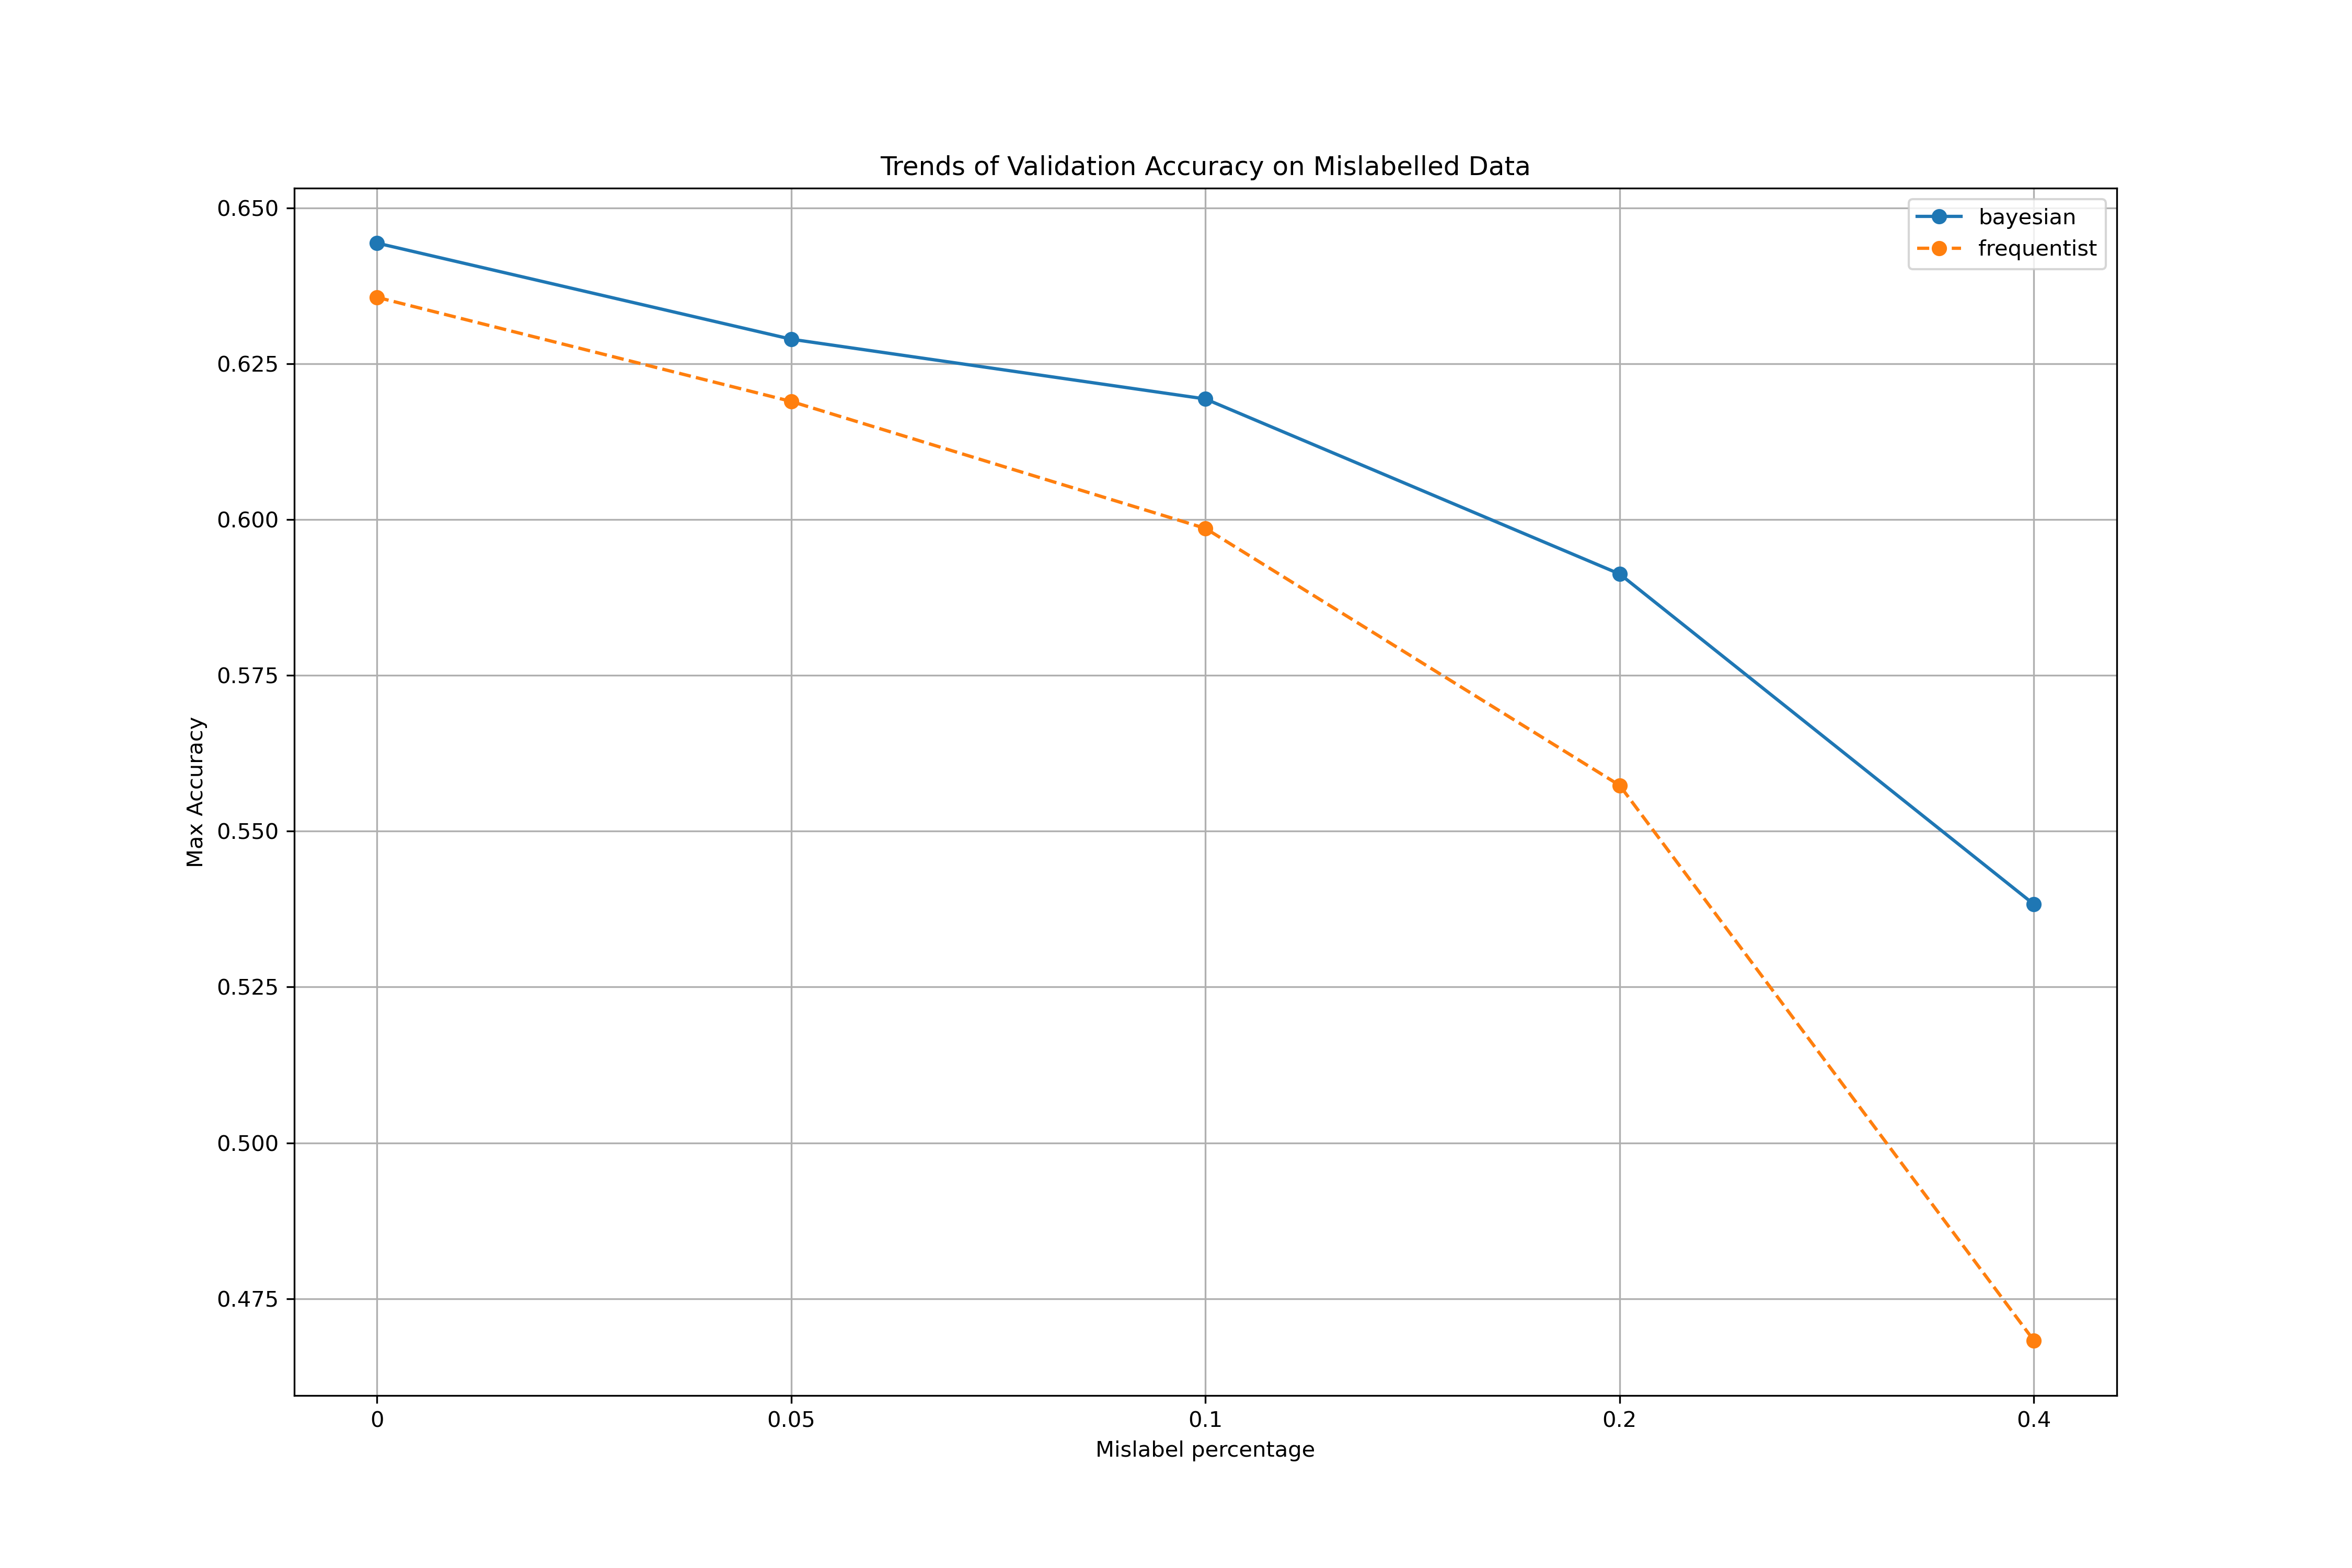 Trends of Validation Accuracy on Mislabelled Data
bayesian
frequentist
Max Accuracy
0.650
0.625
0.600
0.575
0.550
0.525
0.500
0.475
0
0.05
0.1
0.2
0.4
Mislabel percentage